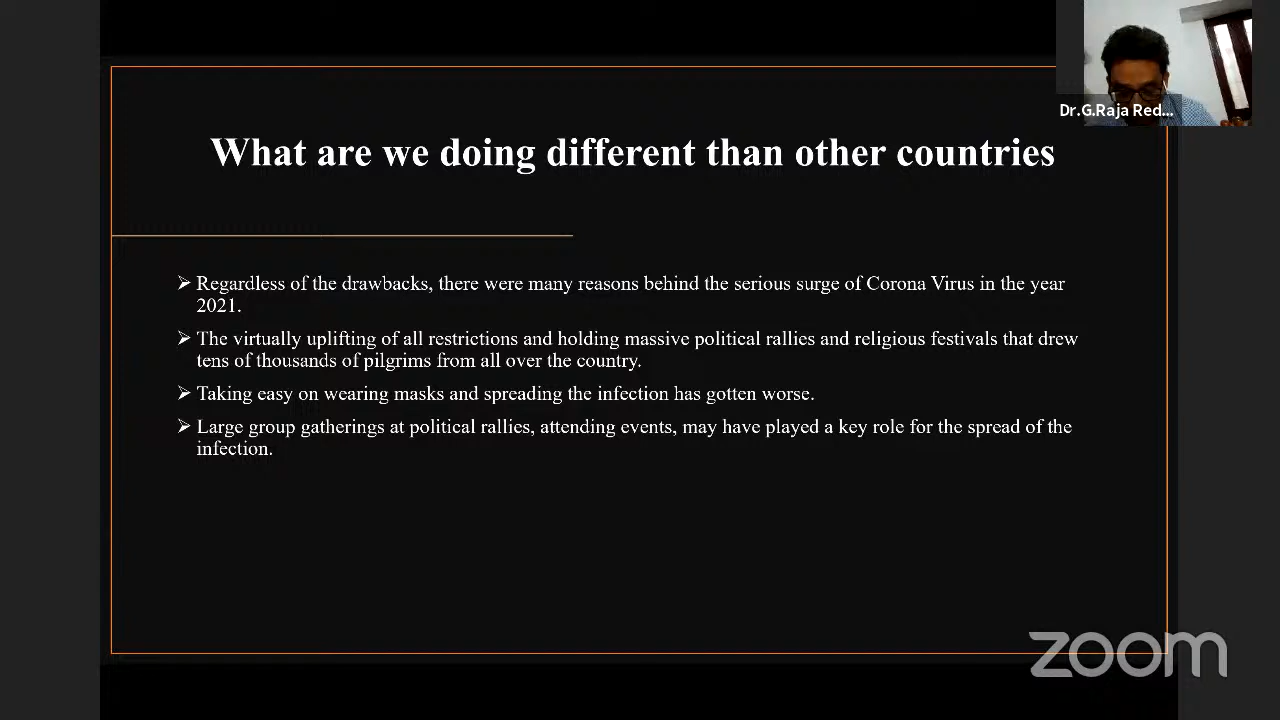 Dr.G.Raja Red...
What are we doing different than other countries
➢ Regardless of the drawbacks, there were many reasons behind the serious surge of Corona Virus in the year
2021.
➢ The virtually uplifting of all restrictions and holding massive political rallies and religious festivals that drew
tens of thousands of pilgrims from all over the country.
➢ Taking easy on wearing masks and spreading the infection has gotten worse.
➢ Large group gatherings at political rallies, attending events, may have played a key role for the spread of the
infection.
zoom